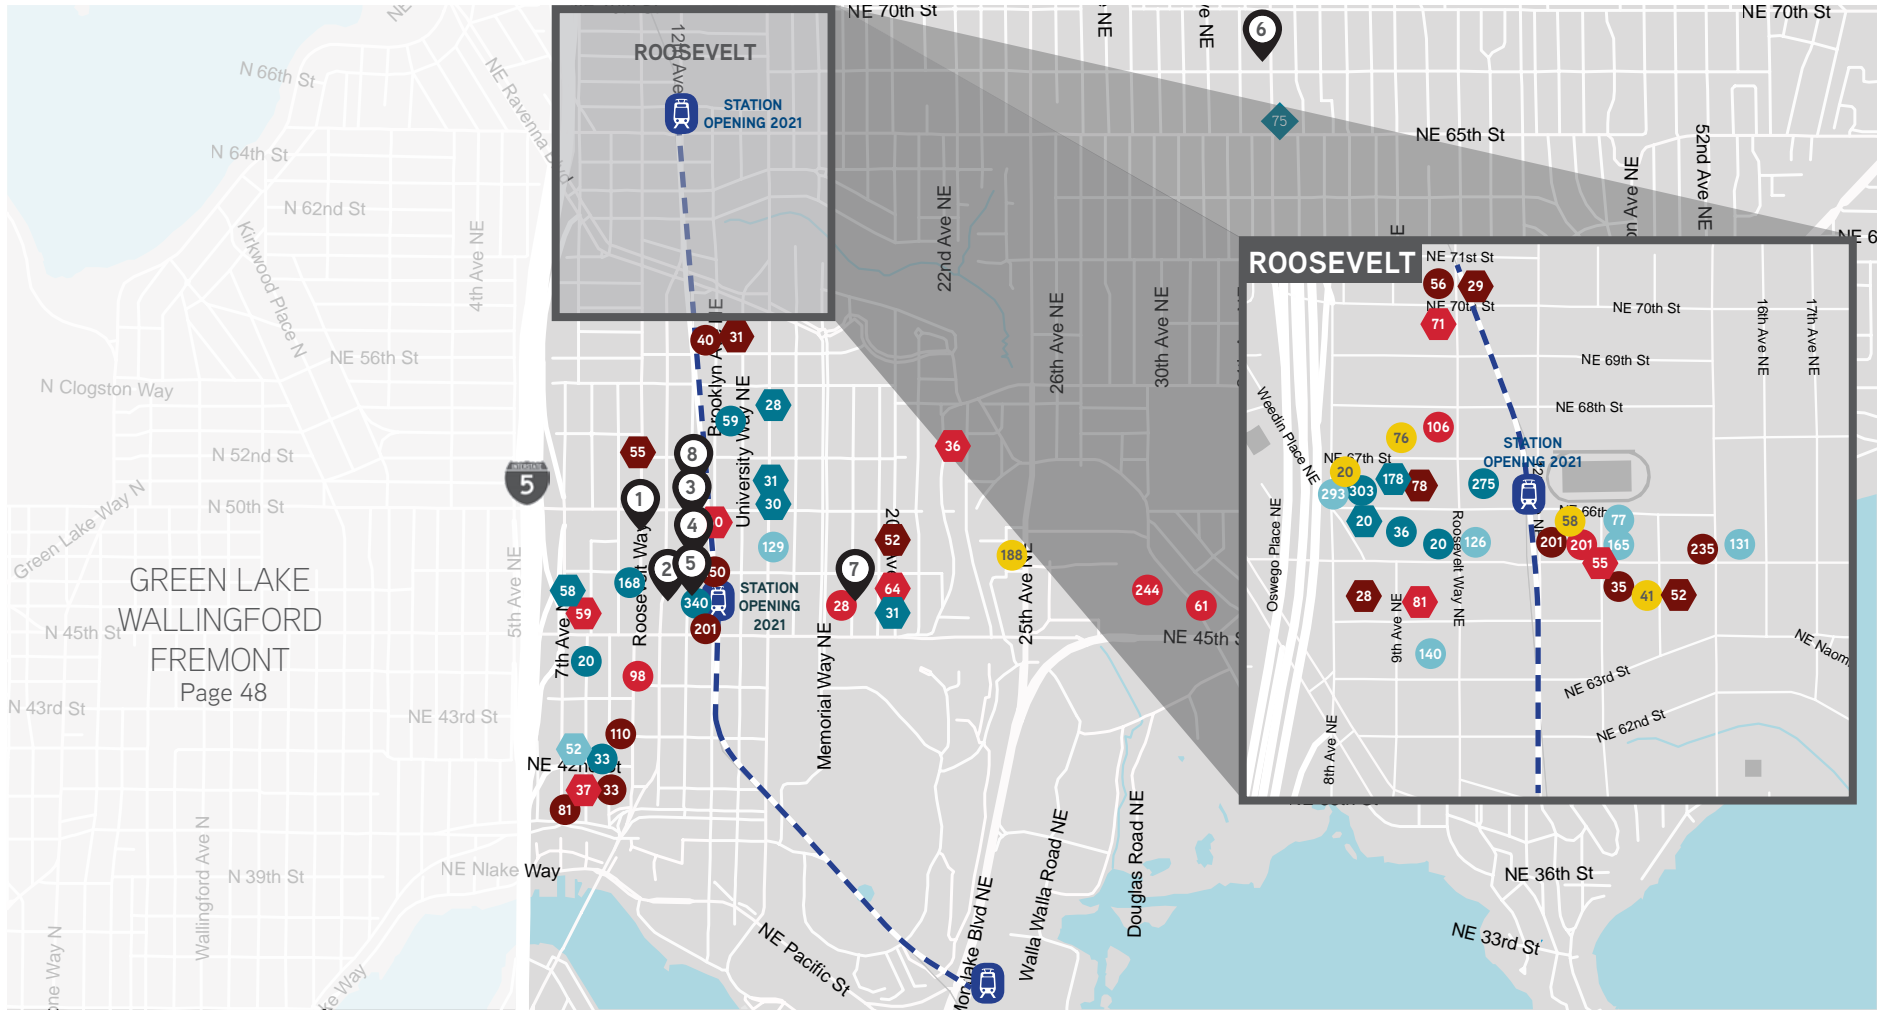 NE 70th St
NE 70th St
6
ROOSEVELT
12th Ave
N 66th St
NE Ravenna Blvd
STATION
OPENING 2021
75
NE 65th St
52nd Ave NE
N 64th St
N 62nd St
Kirkwood Place N
4th Ave NE
22nd Ave NE
26th Ave NE
30th Ave NE
NE 56th St
N Clogston Way
N 52nd St
N 50th St
Green Lake Way N
INTERSTATE
5
5th Ave NE
GREEN LAKE
WALLINGFORD
FREMONT
Page 48
N 45th St
N 43rd St
NE 43rd St
N 39th St
Wallingford Ave N
NE Nlake Way
40
31
28
59
University Way NE
55
8
3
1
4
31
30
129
2
5
50
168
340
201
STATION
OPENING
2021
58
59
20
98
110
52
33
NE 42nd St
37
33
81
7
28
52
64
31
36
188
25th Ave NE
244
61
NE 45th S
Memorial Way NE
NE Pacific St
Walla Walla Road NE
Douglas Road NE
NE 36th St
NE 33rd St
ROOSEVELT
NE 71st St
56
29
NE 70th St
71
NE 70th St
16th Ave NE
17th Ave NE
NE 69th St
NE 68th St
Weedin Place NE
106
76
STATION
OPENING 2021
NE 67th St
20
293
303
178
78
275
20
36
20
126
Oswego Place NE
Roosevelt Way NE
NE 66th
58
77
201
201
165
55
235
131
35
41
52
28
81
9th Ave NE
140
NE 63rd St
NE 62nd St
8th Ave NE